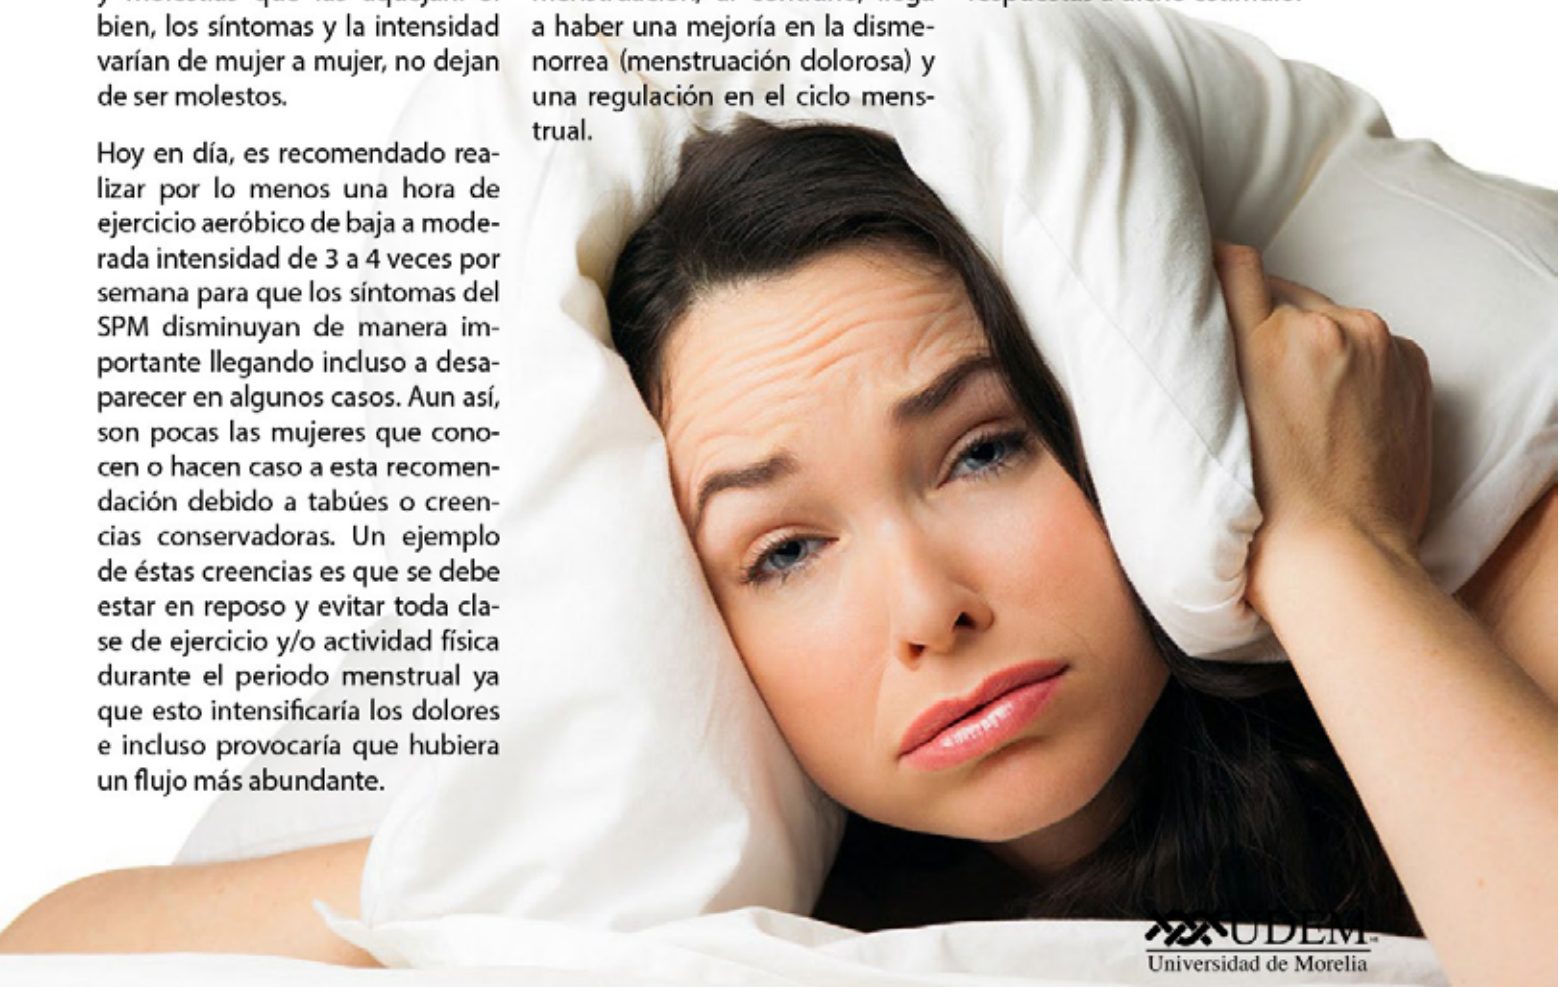 bien, los síntomas y la intensidad
varían de mujer a mujer, no dejan
de ser molestos.
Hoy en día, es recomendado rea-
lizar por lo menos una hora de
ejercicio aeróbico de baja a mode-
rada intensidad de 3 a 4 veces por
semana para que los síntomas del
SPM disminuyan de manera im-
portante llegando incluso a desa-
parecer en algunos casos. Aun así,
son pocas las mujeres que cono-
cen o hacen caso a esta recomen-
dación debido a tabúes o creen-
cias conservadoras. Un ejemplo
de éstas creencias es que se debe
estar en reposo y evitar toda cla-
se de ejercicio y/o actividad física
durante el periodo menstrual ya
que esto intensificaría los dolores
e incluso provocaría que hubiera
un flujo más abundante.
a haber una mejoría en la disme-
norrea (menstruación dolorosa) y
una regulación en el ciclo mens-
trual.
UDEM
Universidad de Morelia